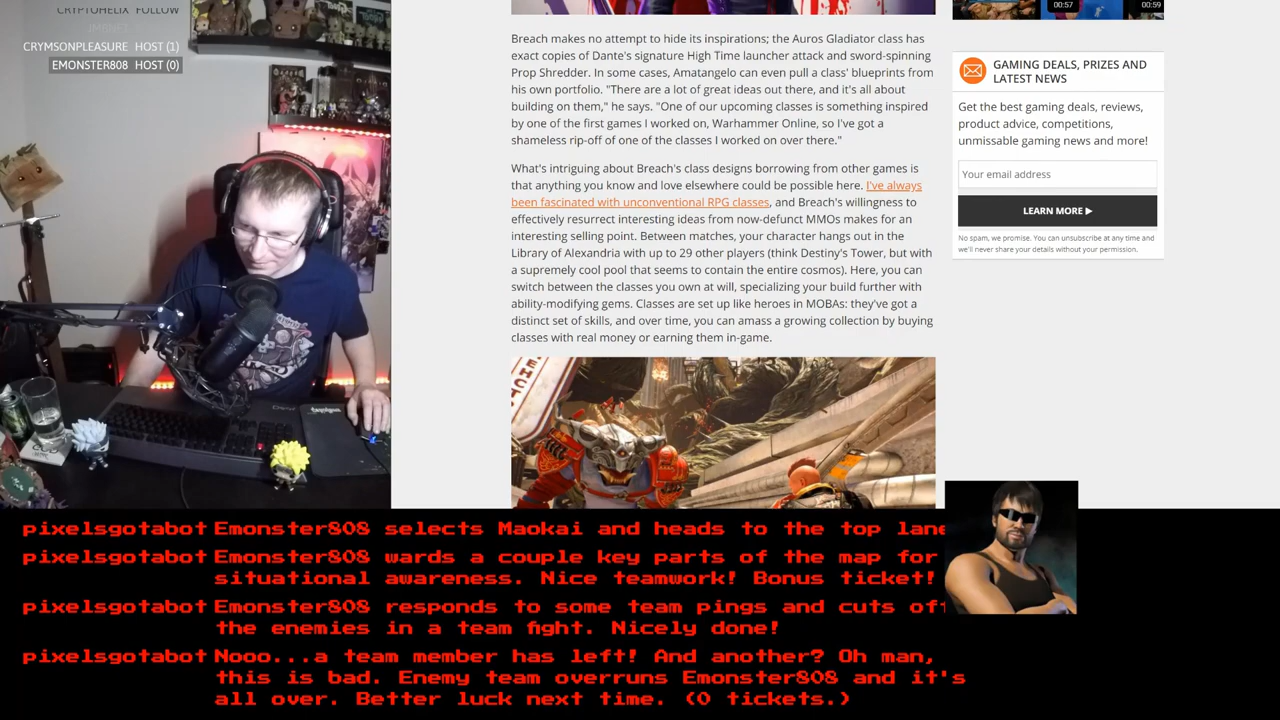 CRYPTOHELIX FOLLOW
CRYMSONPLEASURE HOST (1)
EMONSTER808 HOST (0)
Breach makes no attempt to hide its inspirations; the Auros Gladiator class has
exact copies of Dante's signature High Time launcher attack and sword-spinning
Prop Shredder. In some cases, Amatangelo can even pull a class' blueprints from
his own portfolio. "There are a lot of great ideas out there, and it's all about
building on them," he says. "One of our upcoming classes is something inspired
by one of the first games I worked on, Warhammer Online, so I've got a
shameless rip-off of one of the classes I worked on over there."
What's intriguing about Breach's class designs borrowing from other games is
that anything you know and love elsewhere could be possible here. I've always
been fascinated with unconventional RPG classes, and Breach's willingness to
effectively resurrect interesting ideas from now-defunct MMOs makes for an
interesting selling point. Between matches, your character hangs out in the
Library of Alexandria with up to 29 other players (think Destiny's Tower, but with
a supremely cool pool that seems to contain the entire cosmos). Here, you can
switch between the classes you own at will, specializing your build further with
ability-modifying gems. Classes are set up like heroes in MOBAs: they've got a
distinct set of skills, and over time, you can amass a growing collection by buying
classes with real money or earning them in-game.
00:57
00:59
GAMING DEALS, PRIZES AND
LATEST NEWS
Get the best gaming deals, reviews,
product advice, competitions,
unmissable gaming news and more!
Your email address
LEARN MORE ▶
No spam, we promise. You can unsubscribe at any time and
we'll never share your details without your permission.
pixelsgotabot Emonster808 selects Maokai and heads to the top lane
pixelsgotabot Emonster808 wards a couple key parts of the map for
situational awareness. Nice teamwork! Bonus ticket!
pixelsgotabot Emonster808 responds to some team pings and cuts off
the enemies in a team fight. Nicely done!
pixelsgotabot Nooo...a team member has left! And another? Oh man,
this is bad. Enemy team overruns Emonster808 and it's
all over. Better luck next time. (0 tickets.)